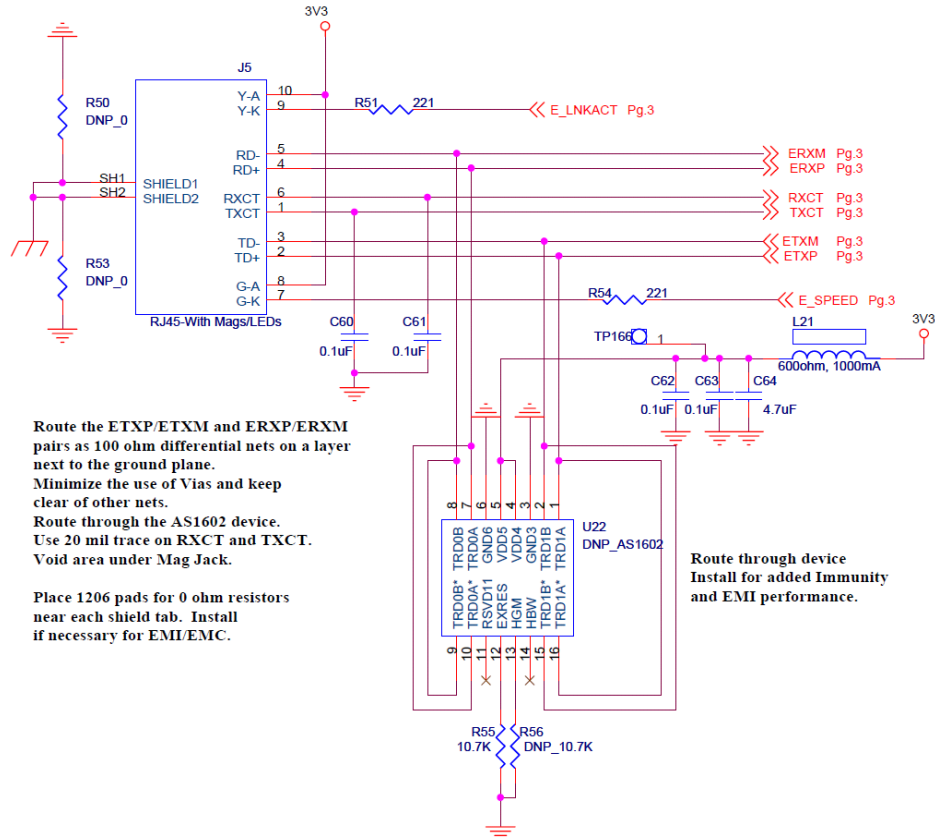 3V3
J5
R50
DNP_0
Y-A 10
Y-K 9
R51 221
E_LNKACT Pg.3
RD- 5
RD+ 4
ERXM Pg.3
ERXP Pg.3
SH1 SHIELD1
SH2 SHIELD2
RXCT 6
TXCT 1
RXCT Pg.3
TXCT Pg.3
TD- 3
TD+ 2
ETXM Pg.3
ETXP Pg.3
R53
DNP_0
G-A 8
G-K 7
R54 221
E_SPEED Pg.3
RJ45-With Mags/LEDs
C60
0.1uF
C61
0.1uF
TP166 1
L21
600ohm, 1000mA
3V3
C62
0.1uF
C63
0.1uF
C64
4.7uF
Route the ETXP/ETXM and ERXP/ERXM
pairs as 100 ohm differential nets on a layer
next to the ground plane.
Minimize the use of Vias and keep
clear of other nets.
Route through the AS1602 device.
Use 20 mil trace on RXCT and TXCT.
Void area under Mag Jack.
Place 1206 pads for 0 ohm resistors
near each shield tab. Install
if necessary for EMI/EMC.
8 7 6 5 4 3 2 1
TRD0B TRD0A GND6 VDD5 VDD4 GND3 TRD1B TRD1A
U22
DNP_AS1602
TRD0B* TRD0A* RSVD11 EXRES HGM HBW TRD1B* TRD1A*
9 10 11 12 13 14 15 16
Route through device
Install for added Immunity
and EMI performance.
R55
10.7K
R56
DNP_10.7K